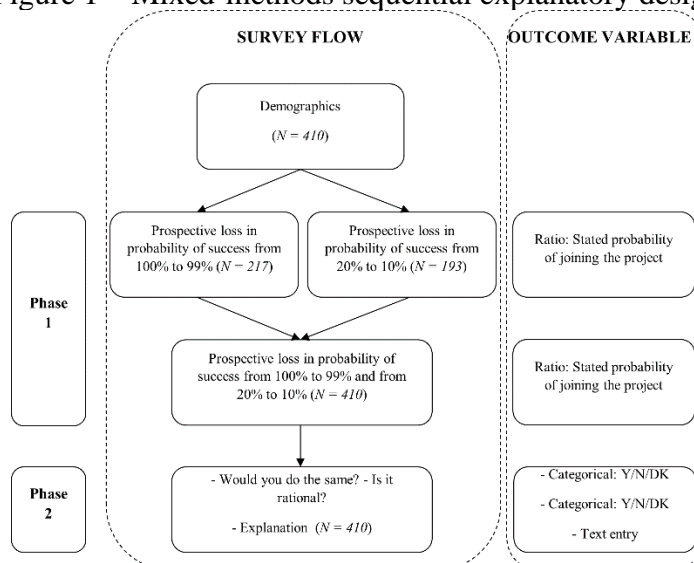 Figure 1 – Mixed-methods sequential explanatory desig
SURVEY FLOW
OUTCOME VARIABLE
Demographics
(N = 410)
Prospective loss in
probability of success from
100% to 99% (N = 217)
Prospective loss in
probability of success from
20% to 10% (N = 193)
Ratio: Stated probability
of joining the project
Phase
1
Prospective loss in probability of
success from 100% to 99% and from
20% to 10% (N = 410)
Ratio: Stated probability
of joining the project
Phase
2
- Would you do the same? - Is it
rational?
- Explanation (N = 410)
- Categorical: Y/N/DK
- Categorical: Y/N/DK
- Text entry